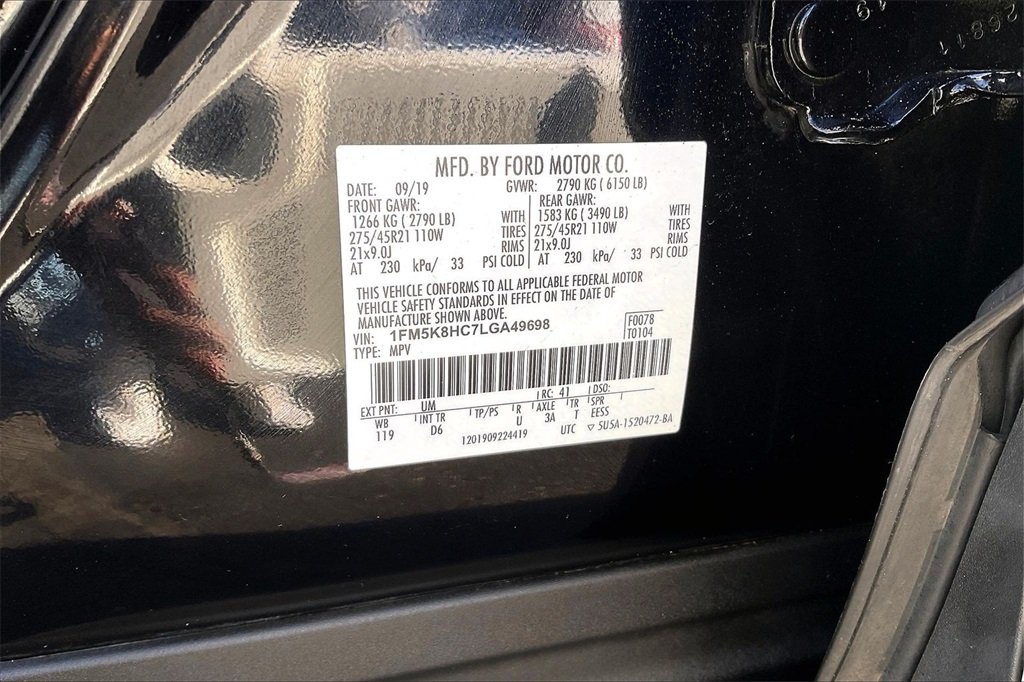 19
26811
MFD. BY FORD MOTOR CO.
DATE: 09/19 GVWR: 2790 KG ( 6150 LB)
FRONT GAWR: REAR GAWR:
1266 KG ( 2790 LB) WITH 1583 KG ( 3490 LB) WITH
275/45R21 110W TIRES 275/45R21 110W TIRES
21x9.0J RIMS 21x9.0J RIMS
AT 230 kPa/ 33 PSI COLD AT 230 kPa/ 33 PSI COLD
THIS VEHICLE CONFORMS TO ALL APPLICABLE FEDERAL MOTOR
VEHICLE SAFETY STANDARDS IN EFFECT ON THE DATE OF
MANUFACTURE SHOWN ABOVE.
VIN: 1FM5K8HC7LGA49698 F0078
TYPE: MPV T0104
EXT PNT: UM RC: 41 DSO:
WB INT TR TP/PS R AXLE TR SPR
119 D6 U 3A T EESS
1201909224419 UTC ▽ 5U5A-1520472-BA